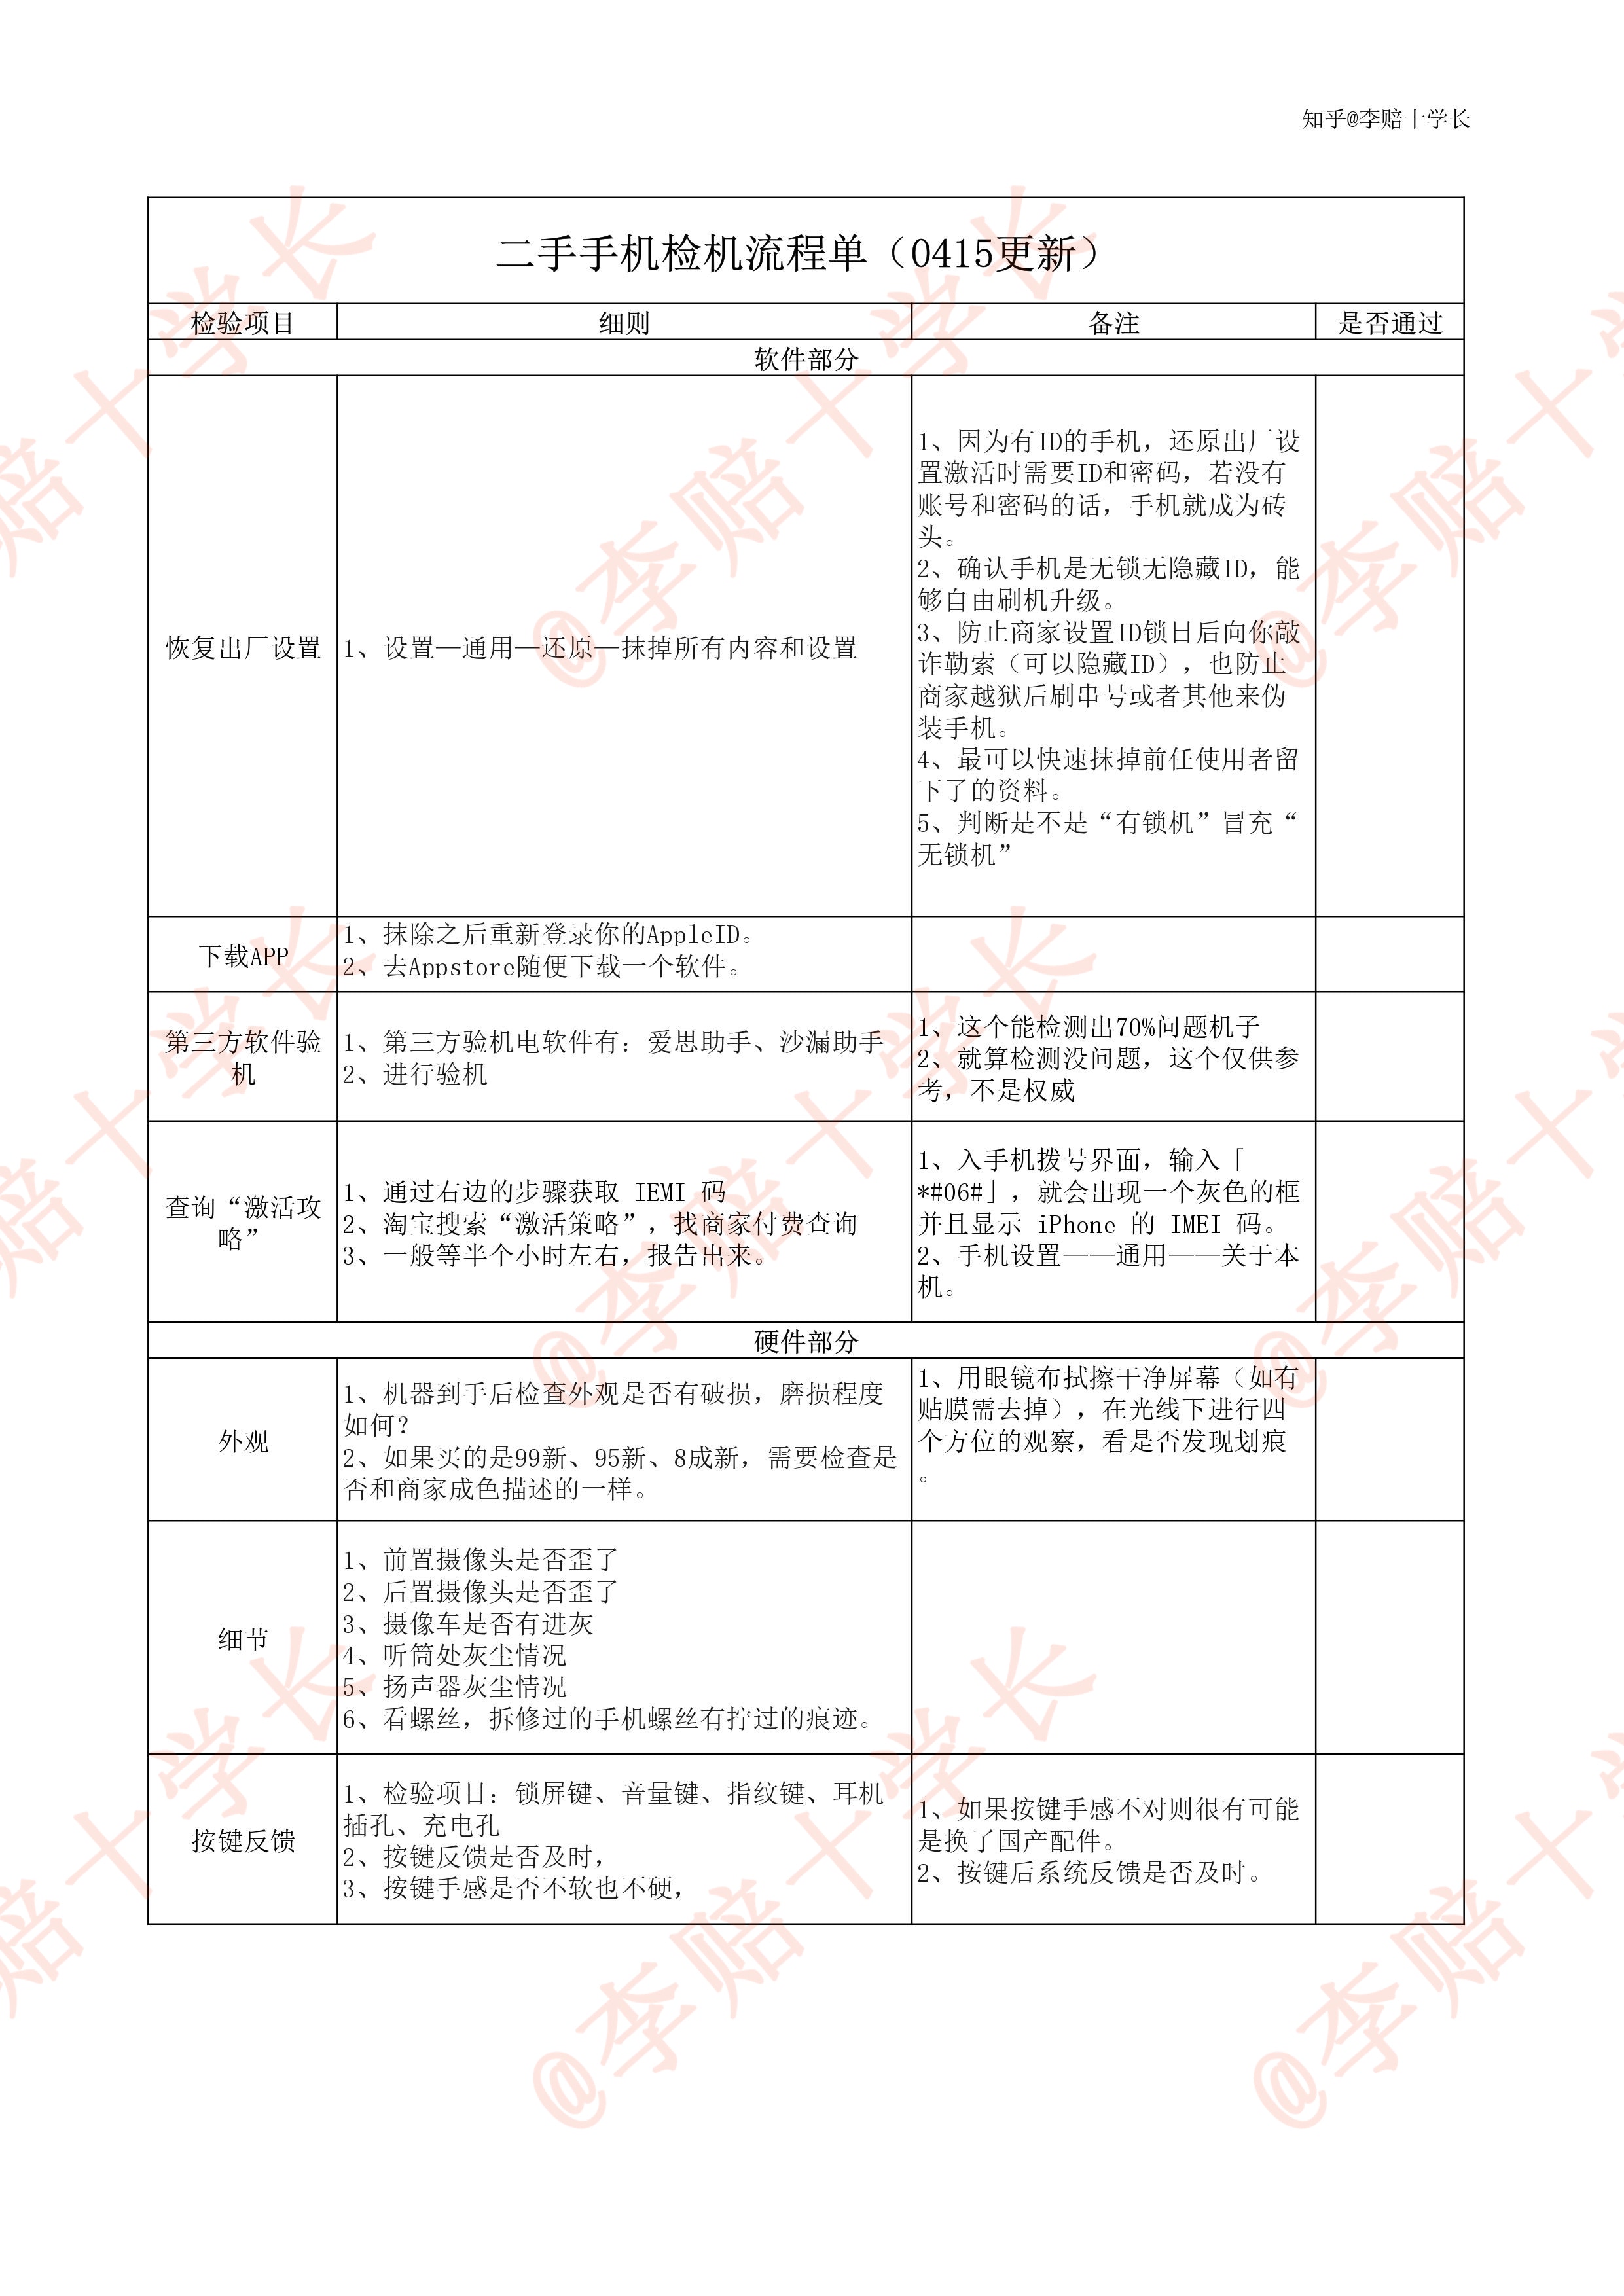 知乎@李赔十学长
二手手机检机流程单（0415更新）
检验项目 细则 备注 是否通过
软件部分
恢复出厂设置
1、设置—通用—还原—抹掉所有内容和设置
1、因为有ID的手机，还原出厂设
置激活时需要ID和密码，若没有
账号和密码的话，手机就成为砖
头。
2、确认手机是无锁无隐藏ID，能
够自由刷机升级。
3、防止商家设置ID锁日后向你敲
诈勒索（可以隐藏ID），也防止
商家越狱后刷串号或者其他来伪
装手机。
4、最可以快速抹掉前任使用者留
下了的资料。
5、判断是不是“有锁机”冒充“
无锁机”
下载APP
1、抹除之后重新登录你的AppleID。
2、去Appstore随便下载一个软件。
第三方软件验
机
1、第三方验机电软件有：爱思助手、沙漏助手
2、进行验机
1、这个能检测出70%问题机子
2、就算检测没问题，这个仅供参
考，不是权威
查询“激活攻
略”
1、通过右边的步骤获取 IEMI 码
2、淘宝搜索“激活策略”，找商家付费查询
3、一般等半个小时左右，报告出来。
1、入手机拨号界面，输入「
*#06#」，就会出现一个灰色的框
并且显示 iPhone 的 IMEI 码。
2、手机设置——通用——关于本
机。
硬件部分
外观
1、机器到手后检查外观是否有破损，磨损程度
如何？
2、如果买的是99新、95新、8成新，需要检查是
否和商家成色描述的一样。
1、用眼镜布拭擦干净屏幕（如有
贴膜需去掉），在光线下进行四
个方位的观察，看是否发现划痕
。
细节
1、前置摄像头是否歪了
2、后置摄像头是否歪了
3、摄像车是否有进灰
4、听筒处灰尘情况
5、扬声器灰尘情况
6、看螺丝，拆修过的手机螺丝有拧过的痕迹。
按键反馈
1、检验项目：锁屏键、音量键、指纹键、耳机
插孔、充电孔
2、按键反馈是否及时，
3、按键手感是否不软也不硬，
1、如果按键手感不对则很有可能
是换了国产配件。
2、按键后系统反馈是否及时。
@李赔十学长